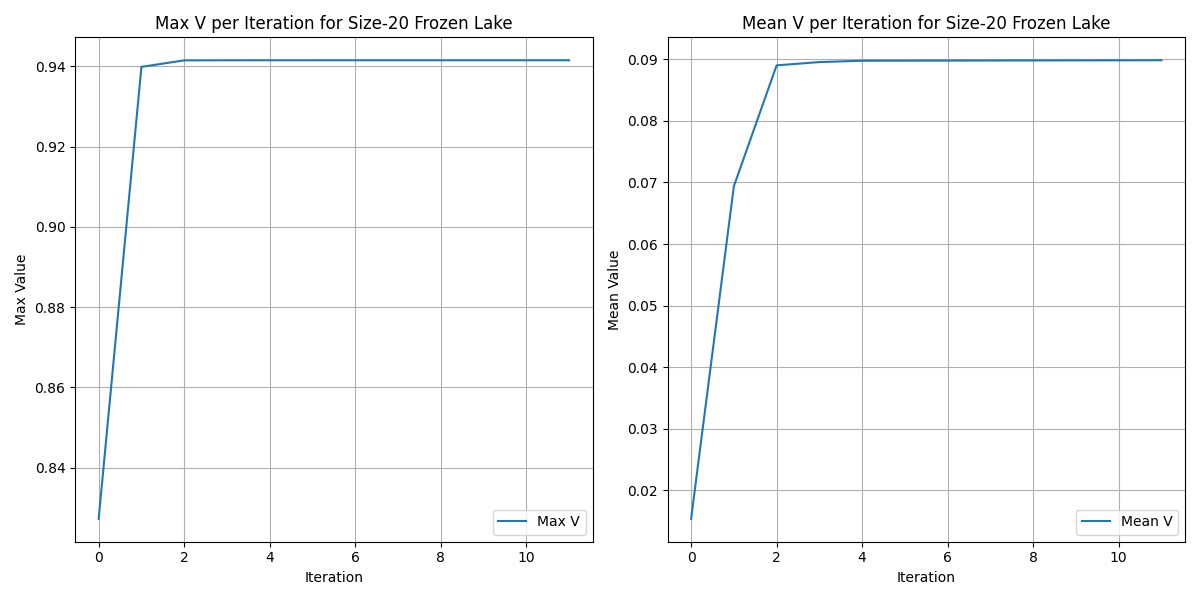 Max V per Iteration for Size-20 Frozen Lake
Max Value
0.94
0.92
0.90
0.88
0.86
0.84
Max V
0 2 4 6 8 10
Iteration
Mean V per Iteration for Size-20 Frozen Lake
Mean Value
0.09
0.08
0.07
0.06
0.05
0.04
0.03
0.02
Mean V
0 2 4 6 8 10
Iteration